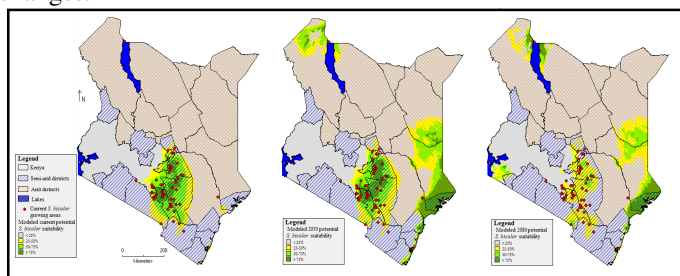 N
Legend
Kenya
Semi-arid districts
Arid districts
Lakes
Current S. bicolor
growing areas
Modeled current potential
S. bicolor suitability
<25%
25-50%
50-75%
> 75%
0
200
kilometers
Legend
Modeled 2050 potential
S. bicolor suitability
<25%
25-50%
50-75%
> 75%
Legend
Modeled 2080 potential
S. bicolor suitability
<25%
25-50%
50-75%
> 75%